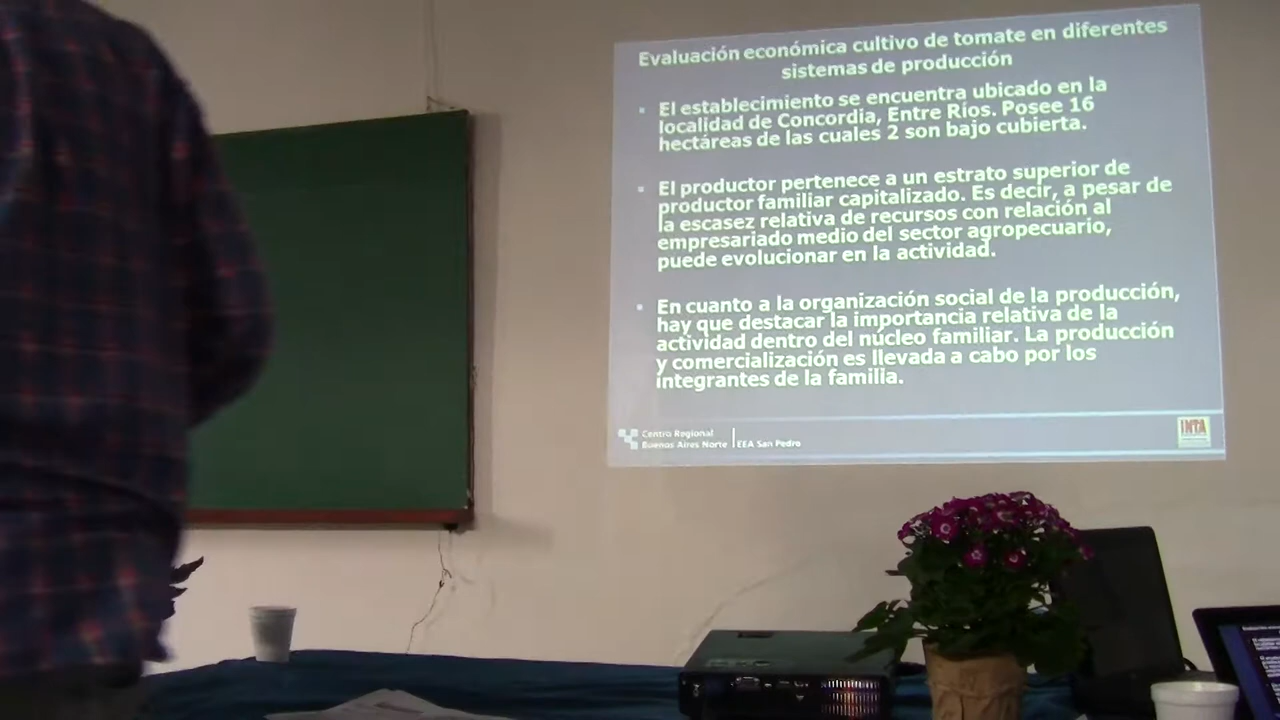 Evaluación económica cultivo de tomate en diferentes
sistemas de producción
El establecimiento se encuentra ubicado en la
localidad de Concordia, Entre Ríos. Posee 16
hectáreas de las cuales 2 son bajo cubierta.
El productor pertenece a un estrato superior de
productor familiar capitalizado. Es decir, a pesar de
la escasez relativa de recursos con relación al
empresariado medio del sector agropecuario,
puede evolucionar en la actividad.
En cuanto a la organización social de la producción,
hay que destacar la importancia relativa de la
actividad dentro del núcleo familiar. La producción
y comercialización es llevada a cabo por los
integrantes de la familia.
Centro Regional
Buenos Aires Norte
EEA San Pedro
INTA